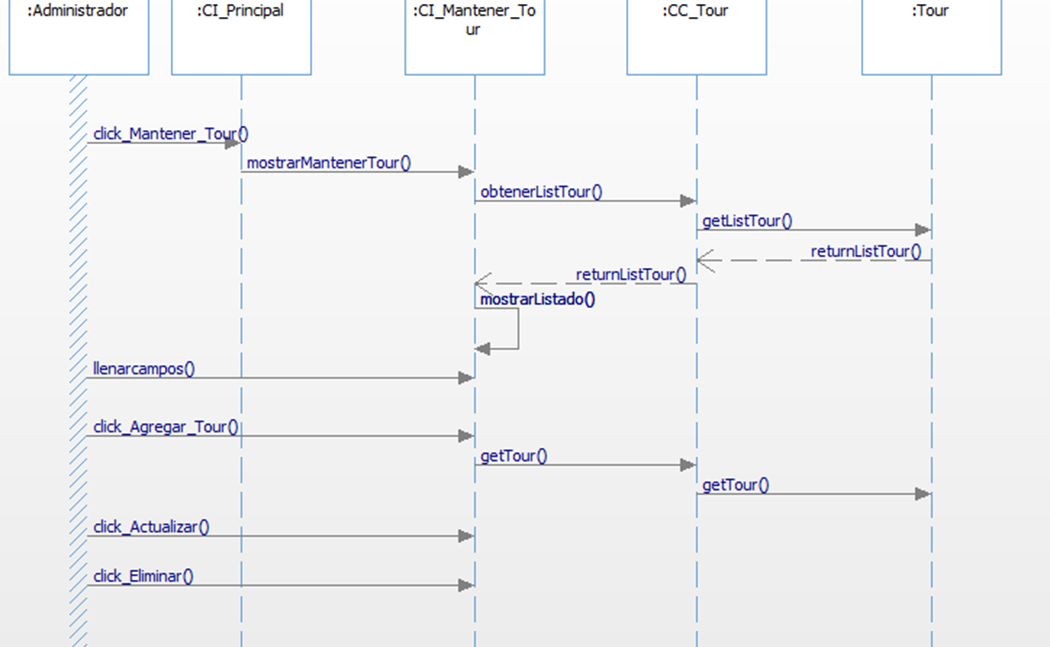 :Administrador
:CI_Principal
:CI_Mantener_To
ur
:CC_Tour
:Tour
click_Mantener_Tour()
mostrarMantenerTour()
obtenerListTour()
getListTour()
returnListTour()
returnListTour()
mostrarListado()
llenarcampos()
click_Agregar_Tour()
getTour()
getTour()
click_Actualizar()
click_Eliminar()